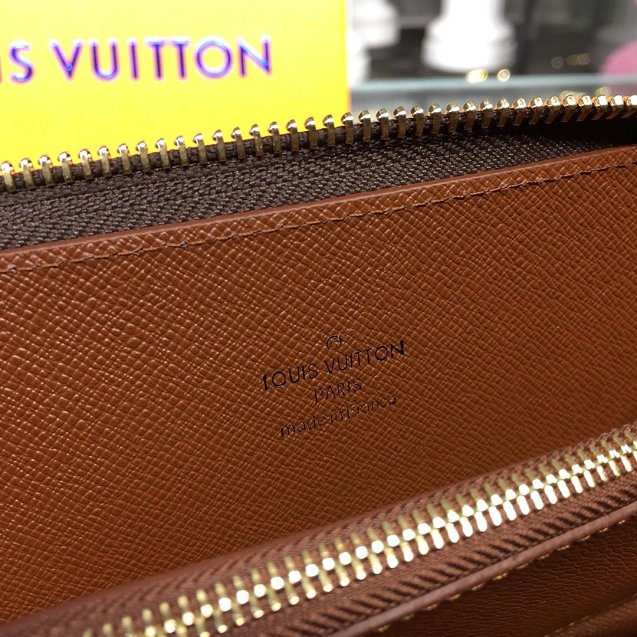 UIS VUITTON
R
LOUIS VUITTON
PARIS
made in France